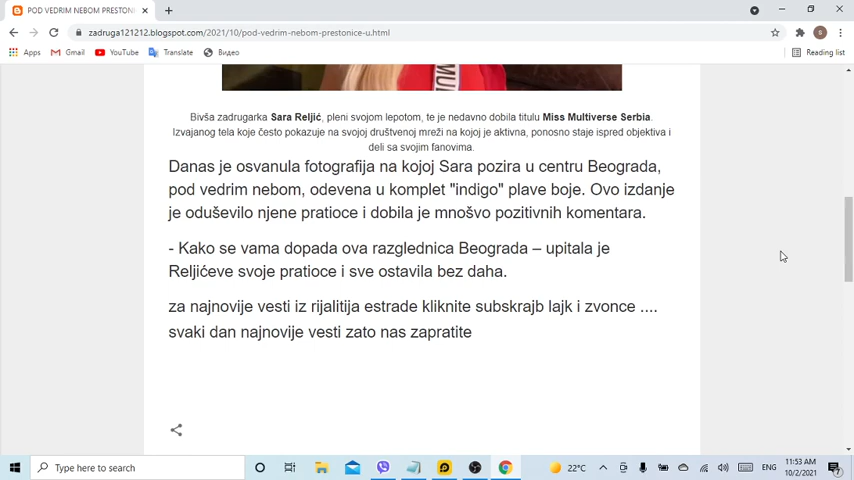 POD VEDRIM NEBOM PRESTONI
zadruga121212.blogspot.com/2021/10/pod-vedrim-nebom-prestonice-u.html
S
Apps
Gmail
YouTube
Translate
Видео
Reading list
MUL
Bivša zadrugarka Sara Reljić, pleni svojom lepotom, te je nedavno dobila titulu Miss Multiverse Serbia.
Izvajanog tela koje često pokazuje na svojoj društvenoj mreži na kojoj je aktivna, ponosno staje ispred objektiva i
deli sa svojim fanovima.
Danas je osvanula fotografija na kojoj Sara pozira u centru Beograda,
pod vedrim nebom, odevena u komplet "indigo" plave boje. Ovo izdanje
je oduševilo njene pratioce i dobila je mnošvo pozitivnih komentara.
- Kako se vama dopada ova razglednica Beograda – upitala je
Reljićeve svoje pratioce i sve ostavila bez daha.
za najnovije vesti iz rijalitija estrade kliknite subskrajb lajk i zvonce ....
svaki dan najnovije vesti zato nas zapratite
Type here to search
22°C
ENG
11:53 AM
10/2/2021